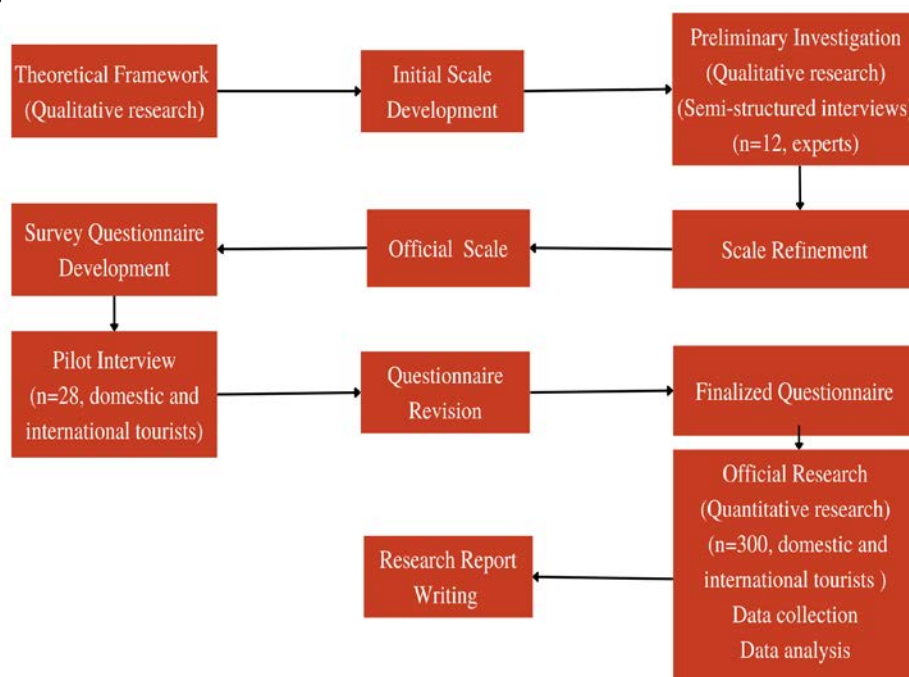 Theoretical Framework
(Qualitative research)
Initial Scale
Development
Preliminary Investigation
(Qualitative research)
(Semi-structured interviews
(n=12, experts)
Scale Refinement
Official Scale
Survey Questionnaire
Development
Pilot Interview
(n=28, domestic and
international tourists)
Questionnaire
Revision
Finalized Questionnaire
Official Research
(Quantitative research)
(n=300, domestic and
international tourists )
Data collection
Data analysis
Research Report
Writing